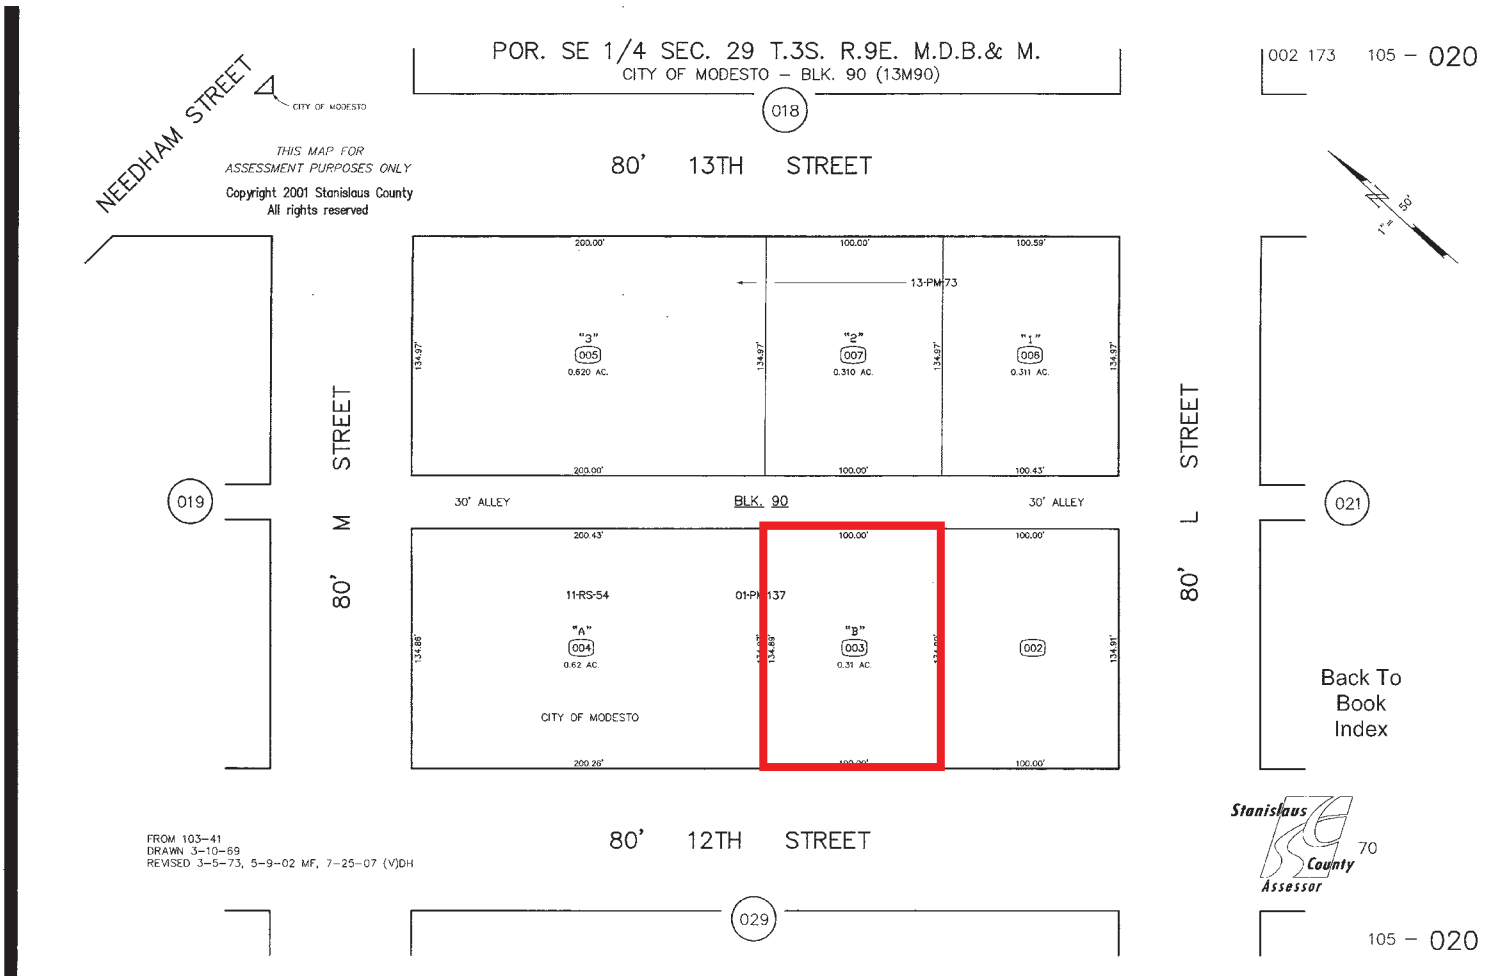 POR. SE 1/4 SEC. 29 T.3S. R.9E. M.D.B.& M.
CITY OF MODESTO – BLK. 90 (13M90)
002 173 105 – 020
018
NEEDHAM STREET
CITY OF MODESTO
THIS MAP FOR
ASSESSMENT PURPOSES ONLY
Copyright 2001 Stanislaus County
All rights reserved
80' 13TH STREET
1"= 50'
200.00' 100.00' 100.59'
13-PM-73
"3" "2" "1"
005 007 006
0.620 AC. 0.310 AC. 0.311 AC.
134.97' 134.97' 134.97' 134.97'
200.00' 100.00' 100.43'
80' M STREET
80' L STREET
019
30' ALLEY BLK. 90 30' ALLEY
021
200.43' 100.00' 100.00'
11-RS-54 01-PM-137
"A" "B"
004 003 002
0.62 AC. 0.31 AC.
134.86' 134.89' 134.91'
CITY OF MODESTO
200.26' 100.00' 100.00'
Back To
Book
Index
80' 12TH STREET
FROM 103-41
DRAWN 3-10-69
REVISED 3-5-73, 5-9-02 MF, 7-25-07 (V)DH
Stanislaus
County
Assessor
70
029
105 – 020